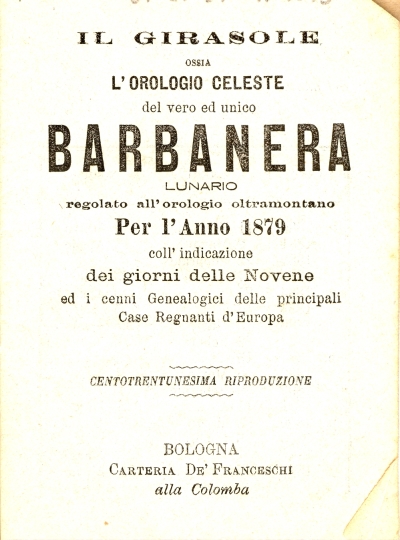 IL GIRASOLE
OSSIA
L'OROLOGIO CELESTE
del vero ed unico
BARBANERA
LUNARIO
regolato all'orologio oltramontano
Per l'Anno 1879
coll' indicazione
dei giorni delle Novene
ed i cenni Genealogici delle principali
Case Regnanti d'Europa
CENTOTRENTUNESIMA RIPRODUZIONE
BOLOGNA
CARTERIA DE' FRANCESCHI
alla Colomba